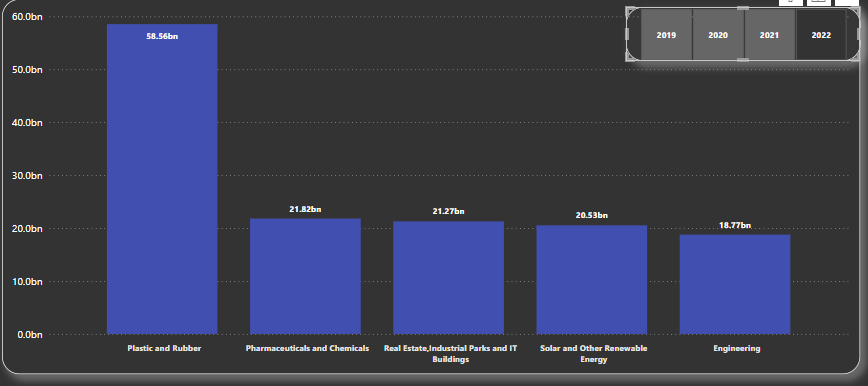 60.0bn
50.0bn
40.0bn
30.0bn
20.0bn
10.0bn
0.0bn
2019 2020 2021 2022
58.56bn
21.82bn
21.27bn
20.53bn
18.77bn
Plastic and Rubber
Pharmaceuticals and Chemicals
Real Estate,Industrial Parks and IT
Buildings
Solar and Other Renewable
Energy
Engineering